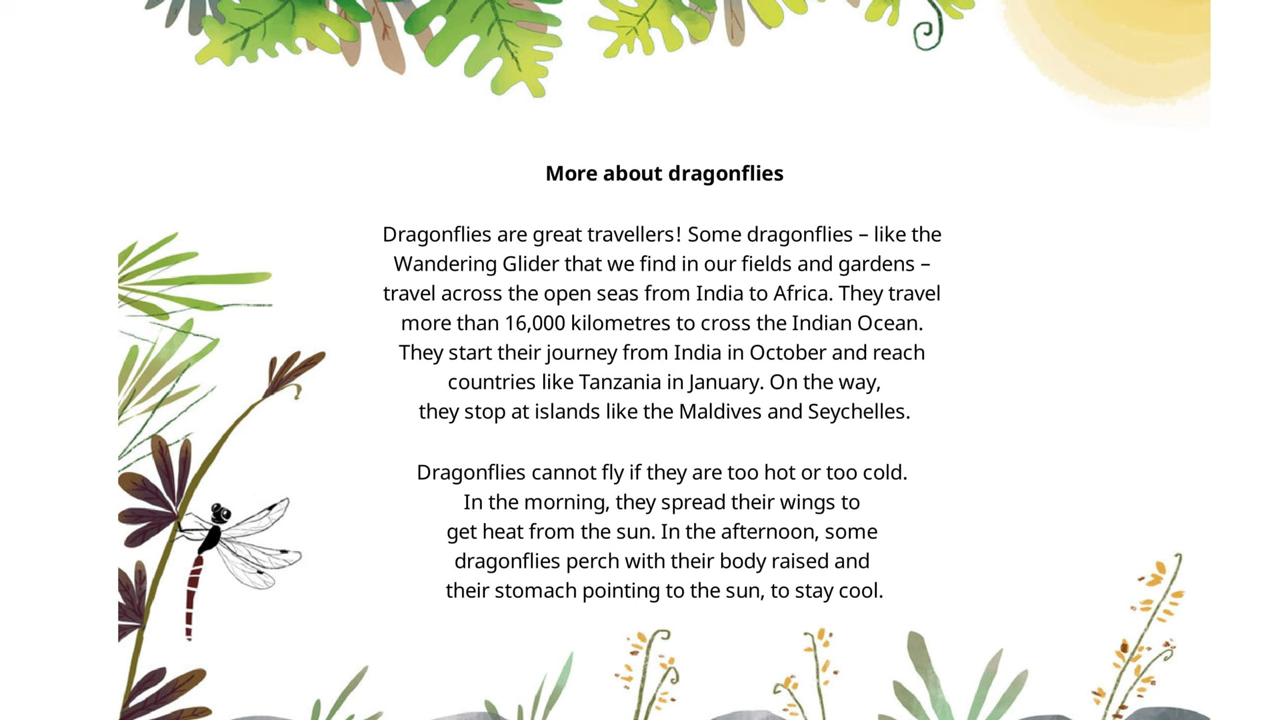 More about dragonflies
Dragonflies are great travellers! Some dragonflies – like the
Wandering Glider that we find in our fields and gardens –
travel across the open seas from India to Africa. They travel
more than 16,000 kilometres to cross the Indian Ocean.
They start their journey from India in October and reach
countries like Tanzania in January. On the way,
they stop at islands like the Maldives and Seychelles.
Dragonflies cannot fly if they are too hot or too cold.
In the morning, they spread their wings to
get heat from the sun. In the afternoon, some
dragonflies perch with their body raised and
their stomach pointing to the sun, to stay cool.